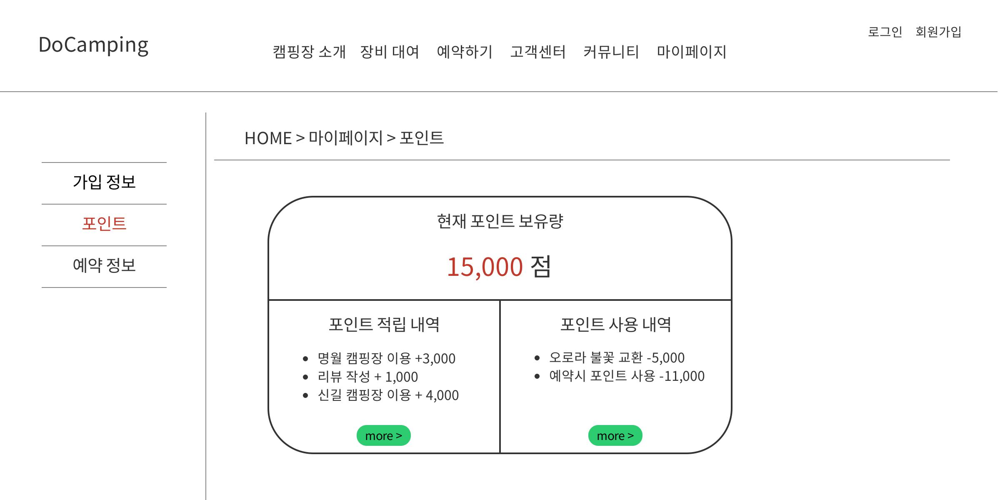 로그인 회원가입
DoCamping
캠핑장 소개 장비 대여 예약하기 고객센터 커뮤니티 마이페이지
HOME > 마이페이지 > 포인트
가입 정보
포인트
예약 정보
현재 포인트 보유량
15,000 점
포인트 적립 내역
명월 캠핑장 이용 +3,000
리뷰 작성 + 1,000
신길 캠핑장 이용 + 4,000
more >
포인트 사용 내역
오로라 불꽃 교환 -5,000
예약시 포인트 사용 -11,000
more >